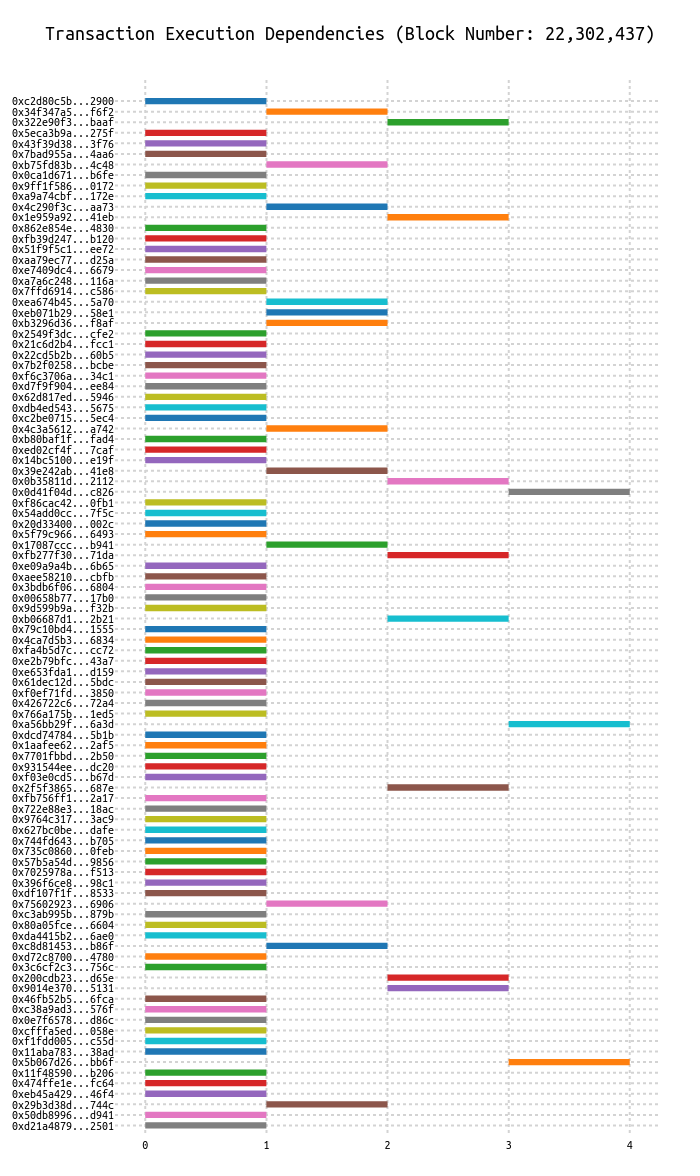 Transaction Execution Dependencies (Block Number: 22,302,437)
0xc2d80c5b...2900
0x34f347a5...f6f2
0x322e90f3...baaf
0x5eca3b9a...275f
0x43f39d38...3f76
0x7bad955a...4aa6
0xb75fd83b...4c48
0x0ca1d671...b6fe
0x9ff1f586...0172
0xa9a74cbf...172e
0x4c290f3c...aa73
0x1e959a92...41eb
0x862e854e...4830
0xfb39d247...b120
0x51f9f5c1...ee72
0xaa79ec77...d25a
0xe7409dc4...6679
0xa7a6c248...116a
0x7ffd6914...c586
0xea674b45...5a70
0xeb071b29...58e1
0xb3296d36...f8af
0x2549f3dc...cfe2
0x21c6d2b4...fcc1
0x22cd5b2b...60b5
0x7b2f0258...bcbe
0xf6c3706a...34c1
0xd7f9f904...ee84
0x62d817ed...5946
0xdb4ed543...5675
0xc2be0715...5ec4
0x4c3a5612...a742
0xb80baf1f...fad4
0xed02cf4f...7caf
0x14bc5100...e19f
0x39e242ab...41e8
0x0b35811d...2112
0x0d41f04d...c826
0xf86cac42...0fb1
0x54add0cc...7f5c
0x20d33400...002c
0x5f79c966...6493
0x17087ccc...b941
0xfb277f30...71da
0xe09a9a4b...6b65
0xaee58210...cbfb
0x3bdb6f06...6804
0x00658b77...17b0
0x9d599b9a...f32b
0xb06687d1...2b21
0x79c10bd4...1555
0x4ca7d5b3...6834
0xfa4b5d7c...cc72
0xe2b79bfc...43a7
0xe653fda1...d159
0x61dec12d...5bdc
0xf0ef71fd...3850
0x426722c6...72a4
0x766a175b...1ed5
0xa56bb29f...6a3d
0xdcd74784...5b1b
0x1aafee62...2af5
0x7701fbbd...2b50
0x931544ee...dc20
0xf03e0cd5...b67d
0x2f5f3865...687e
0xfb756ff1...2a17
0x722e88e3...18ac
0x9764c317...3ac9
0x627bc0be...dafe
0x744fd643...b705
0x735c0860...0feb
0x57b5a54d...9856
0x7025978a...f513
0x396f6ce8...98c1
0xdf107f1f...8533
0x75602923...6906
0xc3ab995b...879b
0x80a05fce...6604
0xda4415b2...6ae0
0xc8d81453...b86f
0xd72c8700...4780
0x3c6cf2c3...756c
0x200cdb23...d65e
0x9014e370...5131
0x46fb52b5...6fca
0xc38a9ad3...576f
0x0e7f6578...d86c
0xcfffa5ed...058e
0xf1fdd005...c55d
0x11aba783...38ad
0x5b067d26...bb6f
0x11f48590...b206
0x474ffe1e...fc64
0xeb45a429...46f4
0x29b3d38d...744c
0x50db8996...d941
0xd21a4879...2501
0 1 2 3 4